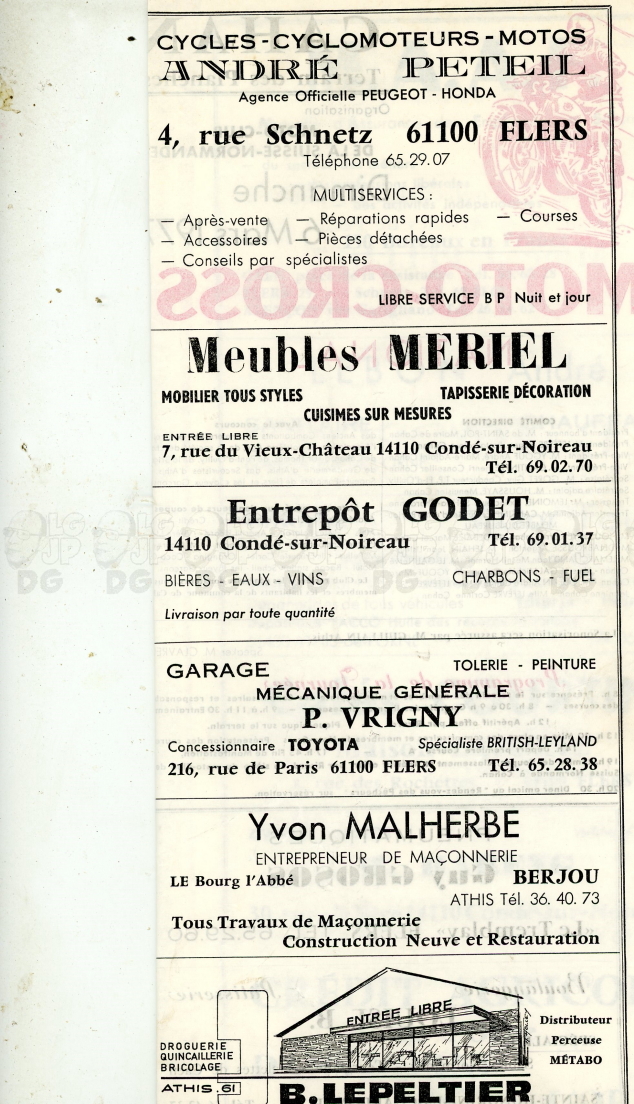 CYCLES - CYCLOMOTEURS - MOTOS
ANDRÉ PETEIL
Agence Officielle PEUGEOT - HONDA
4, rue Schnetz 61100 FLERS
Téléphone 65.29.07
MULTISERVICES :
— Après-vente — Réparations rapides — Courses
— Accessoires — Pièces détachées
— Conseils par spécialistes
LIBRE SERVICE B P Nuit et jour
Meubles MERIEL
MOBILIER TOUS STYLES TAPISSERIE DÉCORATION
CUISIMES SUR MESURES
ENTRÉE LIBRE
7, rue du Vieux-Château 14110 Condé-sur-Noireau
Tél. 69.02.70
Entrepôt GODET
14110 Condé-sur-Noireau Tél. 69.01.37
BIÈRES - EAUX - VINS CHARBONS - FUEL
Livraison par toute quantité
GARAGE TOLERIE - PEINTURE
MÉCANIQUE GÉNÉRALE
P. VRIGNY
Concessionnaire TOYOTA Spécialiste BRITISH-LEYLAND
216, rue de Paris 61100 FLERS Tél. 65.28.38
Yvon MALHERBE
ENTREPRENEUR DE MAÇONNERIE
LE Bourg l'Abbé BERJOU
ATHIS Tél. 36. 40. 73
Tous Travaux de Maçonnerie
Construction Neuve et Restauration
ENTREE LIBRE
Distributeur
Perceuse
MÉTABO
DROGUERIE
QUINCAILLERIE
BRICOLAGE
ATHIS.61 B.LEPELTIER